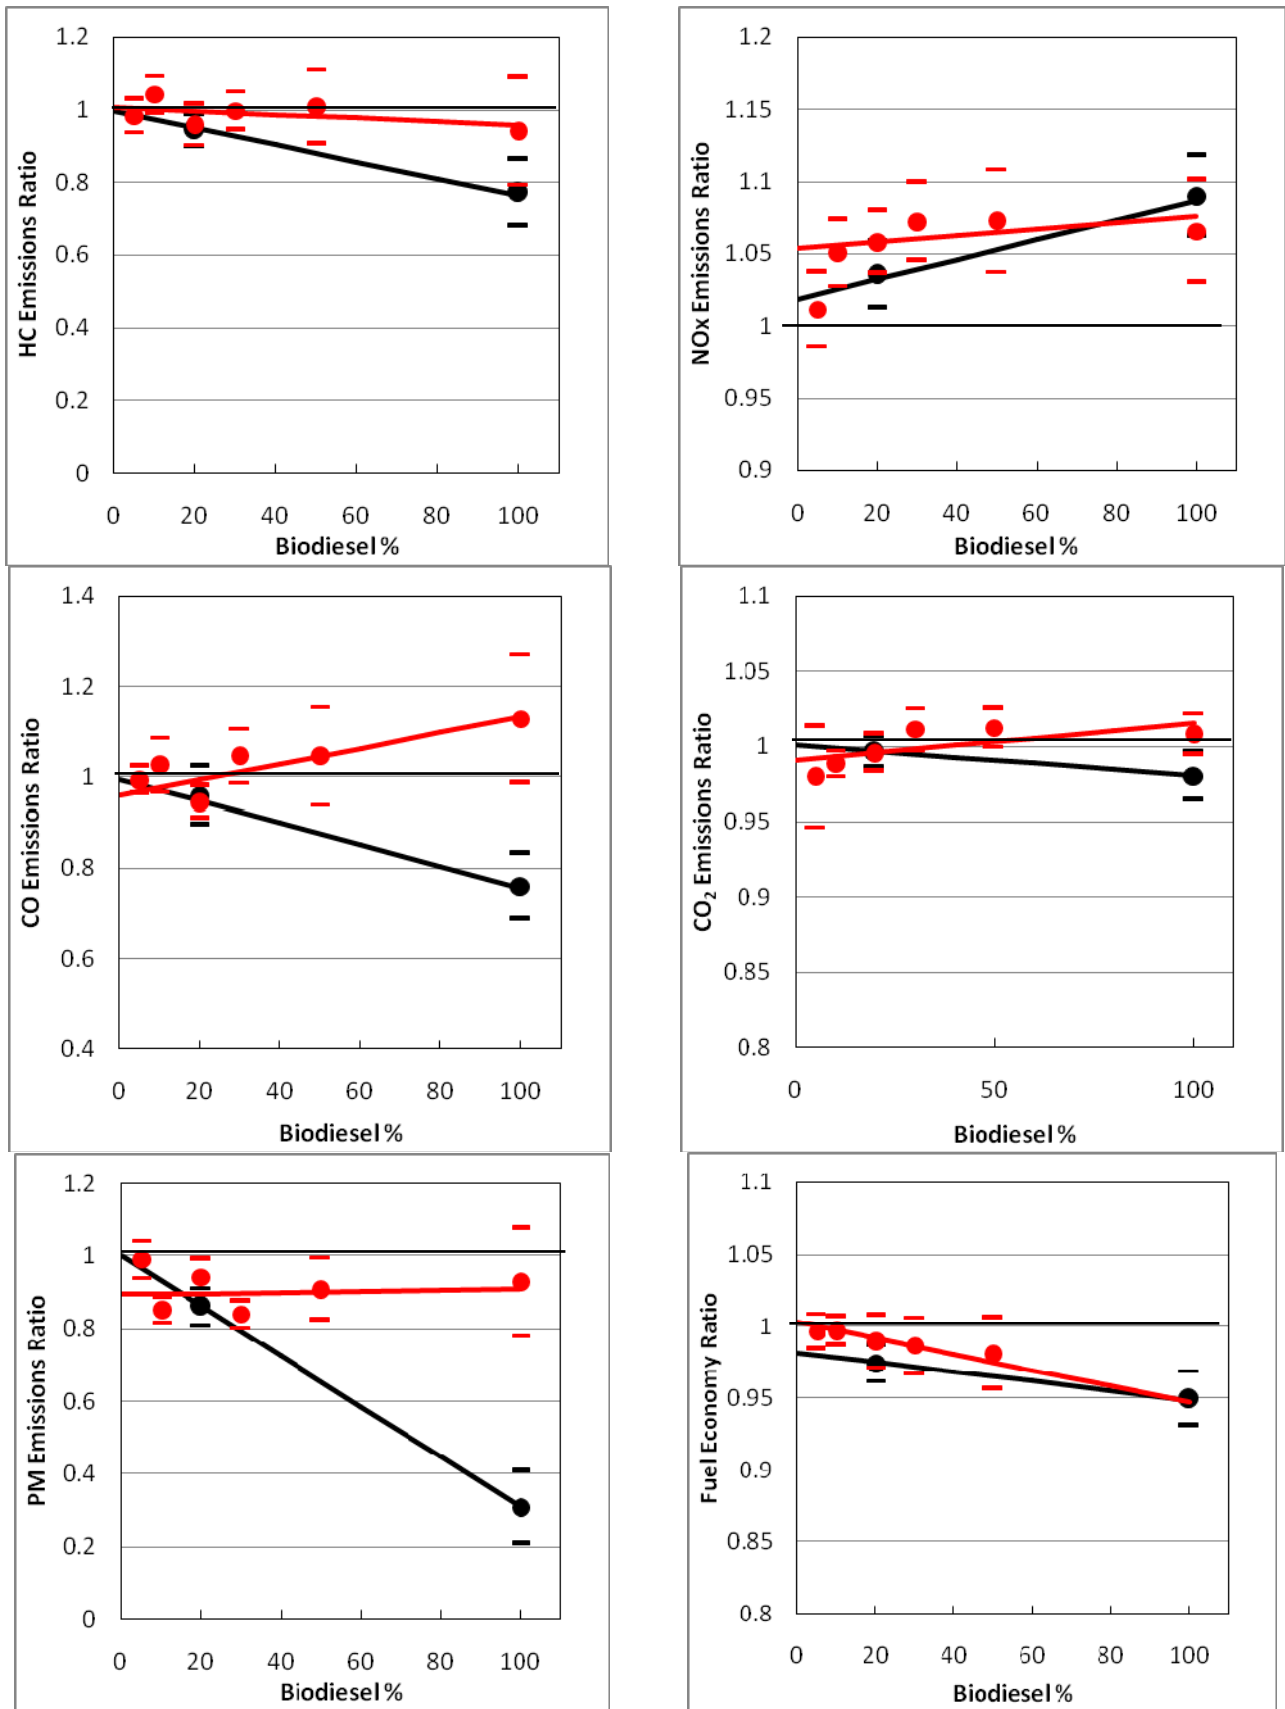 1.2
1
0.8
0.6
0.4
0.2
0
0 20 40 60 80 100
HC Emissions Ratio
Biodesel %
1.2
1.15
1.1
1.05
1
0.95
0.9
0 20 40 60 80 100
NOx Emissions Ratio
Biodiesel %
1.4
1.2
1
0.8
0.6
0.4
0 20 40 60 80 100
CO Emissions Ratio
Biodiesel %
1.1
1.05
1
0.95
0.9
0.85
0.8
0 50 100
CO₂ Emissions Ratio
Biodiesel %
1.2
1
0.8
0.6
0.4
0.2
0
0 20 40 60 80 100
PM Emissions Ratio
Biodiesel %
1.1
1.05
1
0.95
0.9
0.85
0.8
0 20 40 60 80 100
Fuel Economy Ratio
Biodiesel %